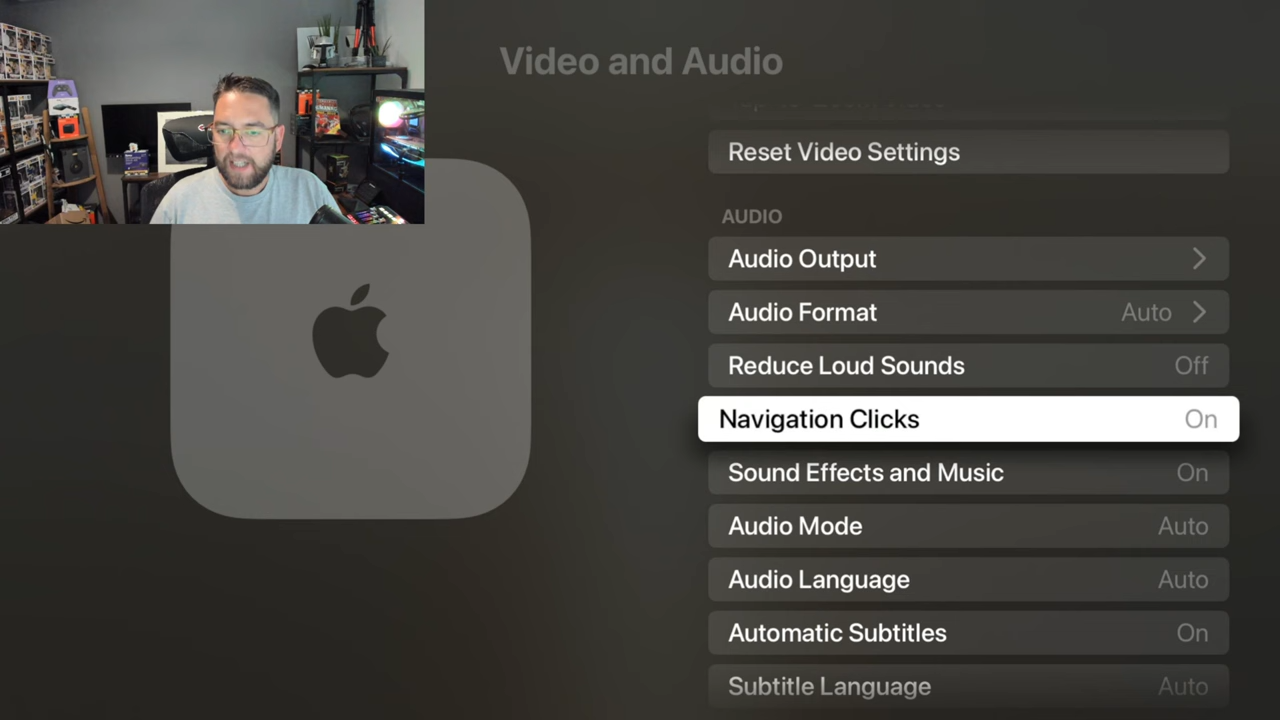 Video and Audio
Reset Video Settings
AUDIO
Audio Output
Audio Format Auto
Reduce Loud Sounds Off
Navigation Clicks On
Sound Effects and Music On
Audio Mode Auto
Audio Language Auto
Automatic Subtitles On
Subtitle Language Auto